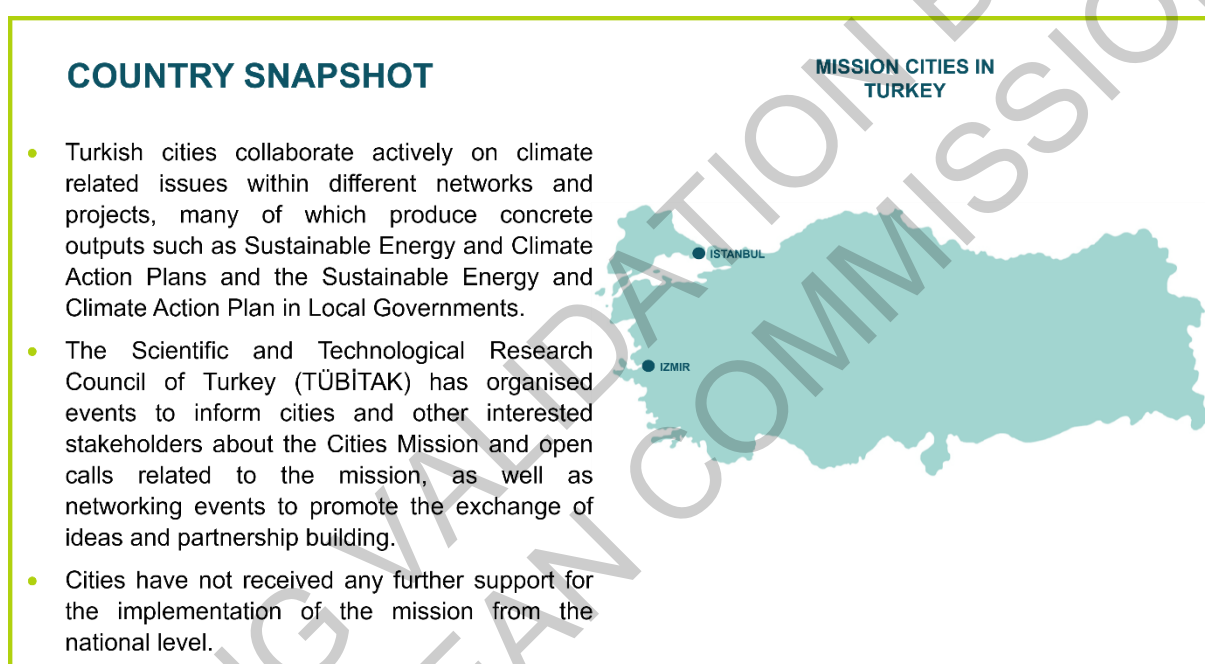 COUNTRY SNAPSHOT
Turkish cities collaborate actively on climate
related issues within different networks and
projects, many of which produce concrete
outputs such as Sustainable Energy and Climate
Action Plans and the Sustainable Energy and
Climate Action Plan in Local Governments.
The Scientific and Technological Research
Council of Turkey (TÜBİTAK) has organised
events to inform cities and other interested
stakeholders about the Cities Mission and open
calls related to the mission, as well as
networking events to promote the exchange of
ideas and partnership building.
Cities have not received any further support for
the implementation of the mission from the
national level.
MISSION CITIES IN
TURKEY
ISTANBUL
IZMIR
VALIDATION
COMMISSION